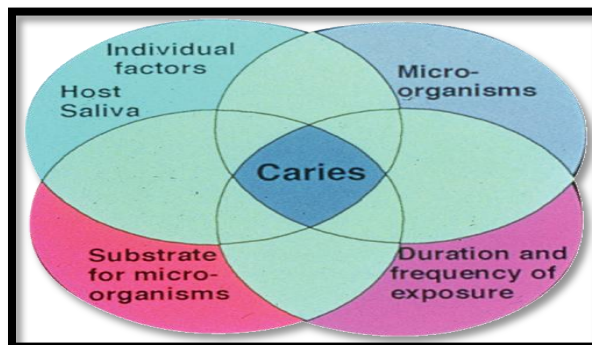 Individual
factors
Host
Saliva
Micro-
organisms
Caries
Substrate
for micro-
organisms
Duration and
frequency of
exposure